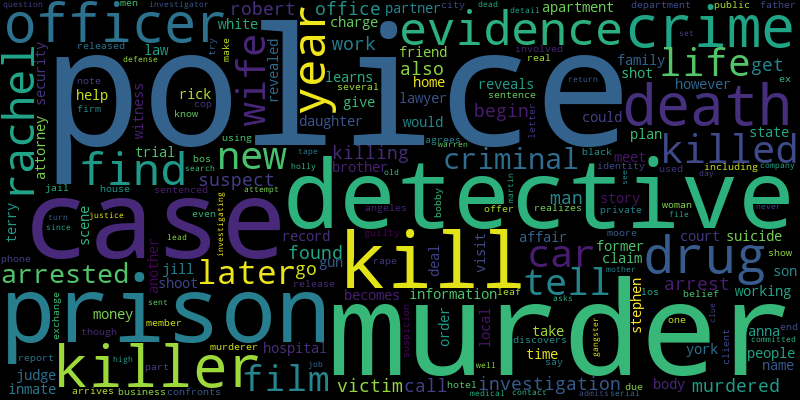 question men investigator robert office partner city dead detail apartment department public father
officer released try white charge evidence crime
police defense make revealed work friend involved real set
law security year learns also home reveals life get
note help rick cop wife several family shot however ex
firm know witness give lawyer sentence death
rachel attorney trial using daughter would begin letter could plan state
find bos new killing tape agrees warren criminal black meet killed
jail house search suspect brother holly old detective identity see used day including company
case sentenced attempt angeles bobby martin man story woman never
terry scene turn since justice even investigating record guilty offer realizes private file
another lead found affair moore former court suicide
phone arrested jill later go gun rape kill deal visit car claim drug show son
shoot release mother tell arrest belief working
prison exchange money sent becomes information leaf asks los
though member suspicion order local discovers gangster stephen one anna end
killer high murderer hospital murder take time york client clue committed people
report judge part job film say name
inmate arrives business confronts victim call well hotel investigation due body murdered
medical contact admits serial